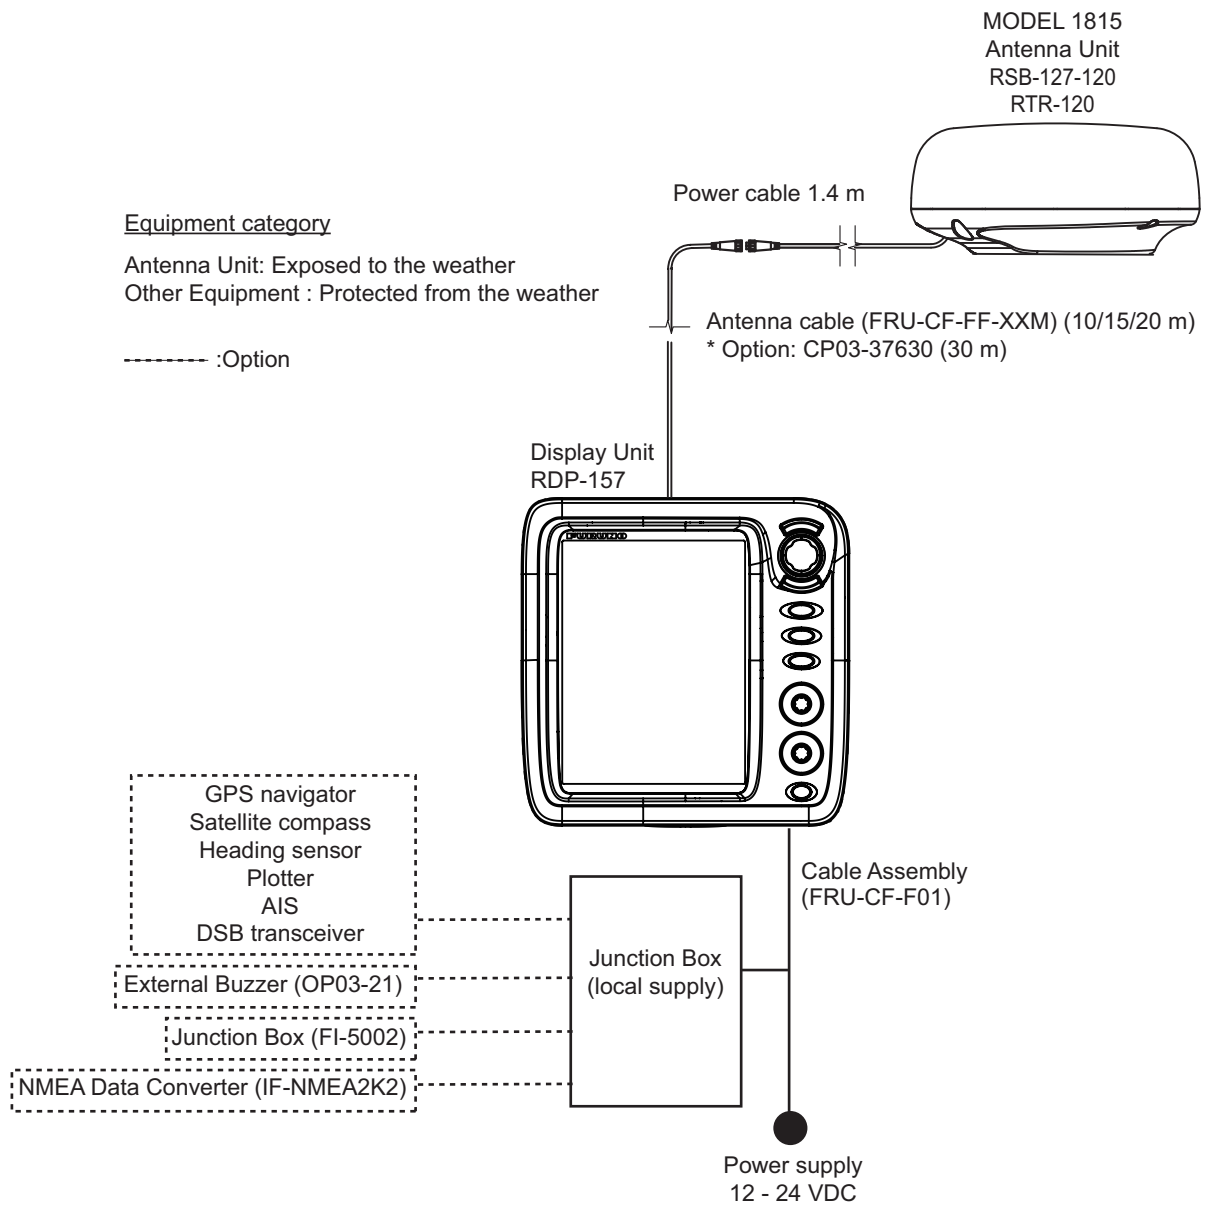 MODEL 1815
Antenna Unit
RSB-127-120
RTR-120
Power cable 1.4 m
Equipment category
Antenna Unit: Exposed to the weather
Other Equipment : Protected from the weather
:Option
Antenna cable (FRU-CF-FF-XXM) (10/15/20 m)
* Option: CP03-37630 (30 m)
Display Unit
RDP-157
FURUNO
GPS navigator
Satellite compass
Heading sensor
Plotter
AIS
DSB transceiver
External Buzzer (OP03-21)
Junction Box (FI-5002)
NMEA Data Converter (IF-NMEA2K2)
Junction Box
(local supply)
Cable Assembly
(FRU-CF-F01)
Power supply
12 - 24 VDC